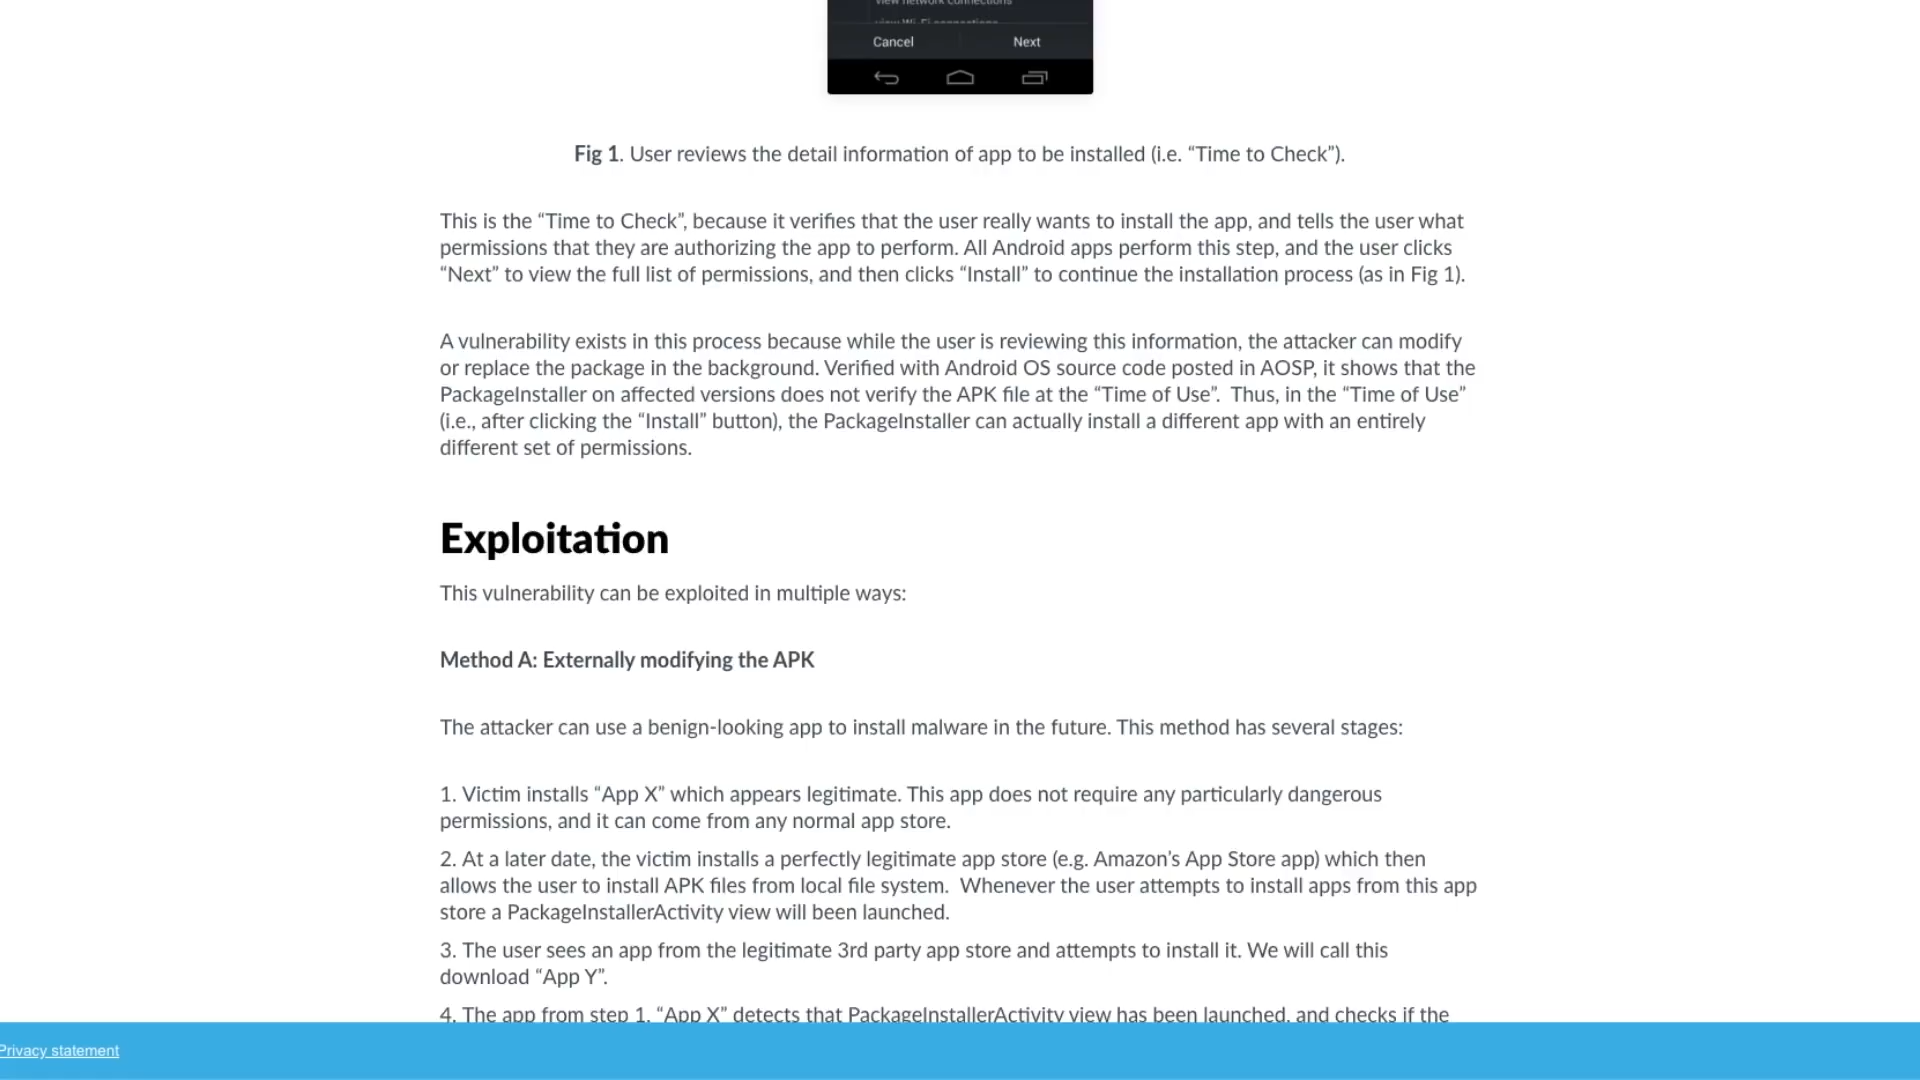 view network connections
view Wi-Fi connections
Cancel Next
Fig 1. User reviews the detail information of app to be installed (i.e. “Time to Check”).
This is the “Time to Check”, because it verifies that the user really wants to install the app, and tells the user what
permissions that they are authorizing the app to perform. All Android apps perform this step, and the user clicks
“Next” to view the full list of permissions, and then clicks “Install” to continue the installation process (as in Fig 1).
A vulnerability exists in this process because while the user is reviewing this information, the attacker can modify
or replace the package in the background. Verified with Android OS source code posted in AOSP, it shows that the
PackageInstaller on affected versions does not verify the APK file at the “Time of Use”.  Thus, in the “Time of Use”
(i.e., after clicking the “Install” button), the PackageInstaller can actually install a different app with an entirely
different set of permissions.
Exploitation
This vulnerability can be exploited in multiple ways:
Method A: Externally modifying the APK
The attacker can use a benign-looking app to install malware in the future. This method has several stages:
1. Victim installs “App X” which appears legitimate. This app does not require any particularly dangerous
permissions, and it can come from any normal app store.
2. At a later date, the victim installs a perfectly legitimate app store (e.g. Amazon’s App Store app) which then
allows the user to install APK files from local file system.  Whenever the user attempts to install apps from this app
store a PackageInstallerActivity view will been launched.
3. The user sees an app from the legitimate 3rd party app store and attempts to install it. We will call this
download “App Y”.
4. The app from step 1, “App X” detects that PackageInstallerActivity view has been launched, and checks if the
Privacy statement